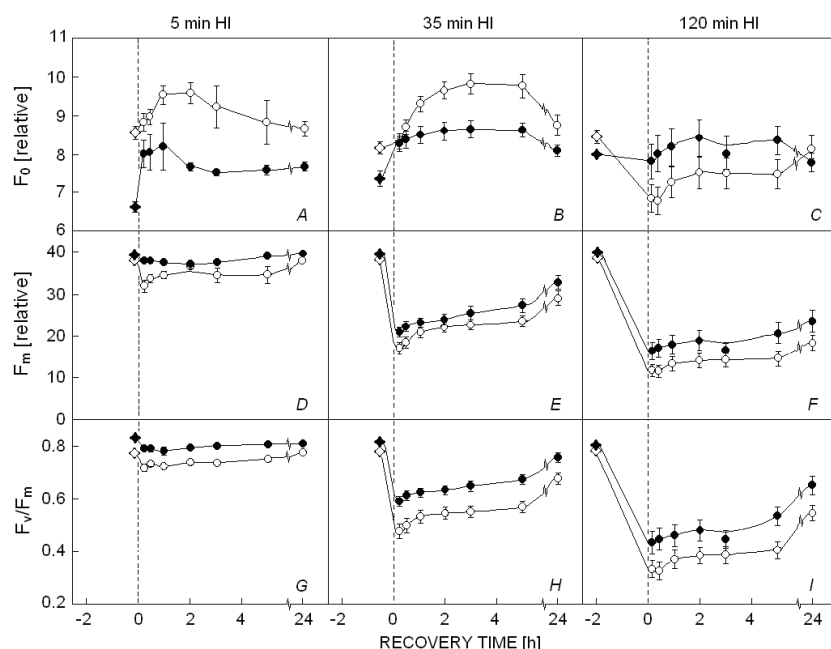 5 min HI 35 min HI 120 min HI
11
10
9
8
7
6
F0 [relative]
A B C
40
30
20
10
0
Fm [relative]
D E F
0.8
0.6
0.4
0.2
Fv/Fm
G H I
-2 0 2 4 24 -2 0 2 4 24 -2 0 2 4 24
RECOVERY TIME [h]